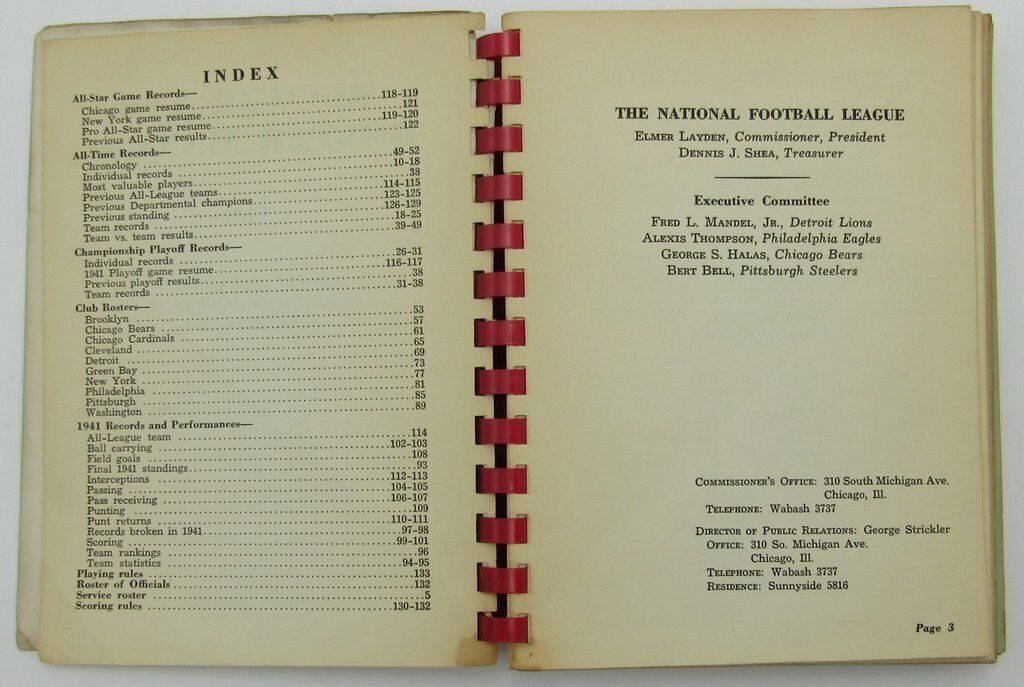 INDEX
All-Star Game Records—
Chicago game resume..........118-119
New York game resume..........121
Pro All-Star game resume..........119-120
Previous All-Star results..........122
All-Time Records—
Chronology..........49-52
Individual records..........10-18
Most valuable players..........38
Previous All-League teams..........114-115
Previous Departmental champions..........123-125
Previous standing..........126-129
Team records..........18-25
Team vs. team results..........39-49
Championship Playoff Records—
Individual records..........26-31
1941 Playoff game resume..........116-117
Previous playoff results..........38
Team records..........31-38
Club Rosters—
Brooklyn..........53
Chicago Bears..........57
Chicago Cardinals..........61
Cleveland..........65
Detroit..........69
Green Bay..........73
New York..........77
Philadelphia..........81
Pittsburgh..........85
Washington..........89
1941 Records and Performances—
All-League team..........114
Ball carrying..........102-103
Field goals..........108
Final 1941 standings..........93
Interceptions..........112-113
Passing..........104-105
Pass receiving..........106-107
Punting..........109
Punt returns..........110-111
Records broken in 1941..........97-98
Scoring..........99-101
Team rankings..........96
Team statistics..........94-95
Playing rules..........133
Roster of Officials..........132
Service roster..........5
Scoring rules..........130-132
THE NATIONAL FOOTBALL LEAGUE
ELMER LAYDEN, Commissioner, President
DENNIS J. SHEA, Treasurer
Executive Committee
FRED L. MANDEL, JR., Detroit Lions
ALEXIS THOMPSON, Philadelphia Eagles
GEORGE S. HALAS, Chicago Bears
BERT BELL, Pittsburgh Steelers
COMMISSIONER'S OFFICE: 310 South Michigan Ave.
Chicago, Ill.
TELEPHONE: Wabash 3737
DIRECTOR OF PUBLIC RELATIONS: George Strickler
OFFICE: 310 So. Michigan Ave.
Chicago, Ill.
TELEPHONE: Wabash 3737
RESIDENCE: Sunnyside 5816
Page 3